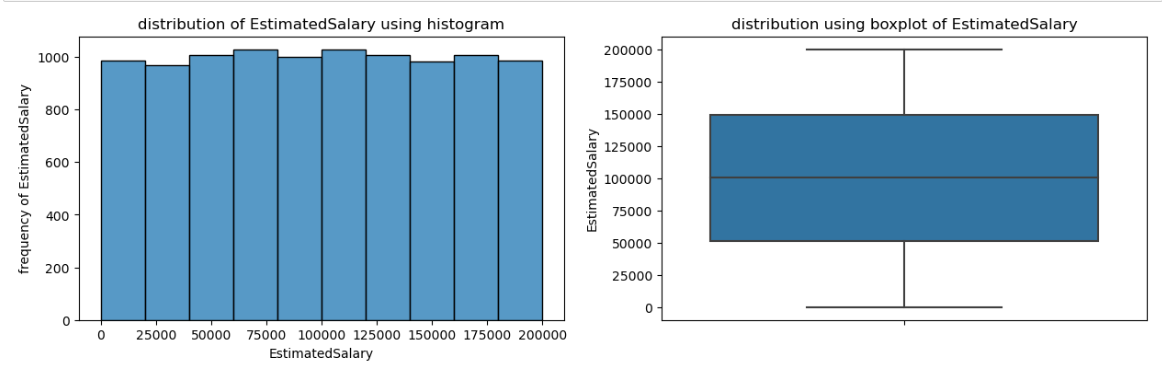 distribution of EstimatedSalary using histogram
1000
800
600
400
200
0
frequency of EstimatedSalary
0 25000 50000 75000 100000 125000 150000 175000 200000
EstimatedSalary
distribution using boxplot of EstimatedSalary
200000
175000
150000
125000
100000
75000
50000
25000
0
EstimatedSalary